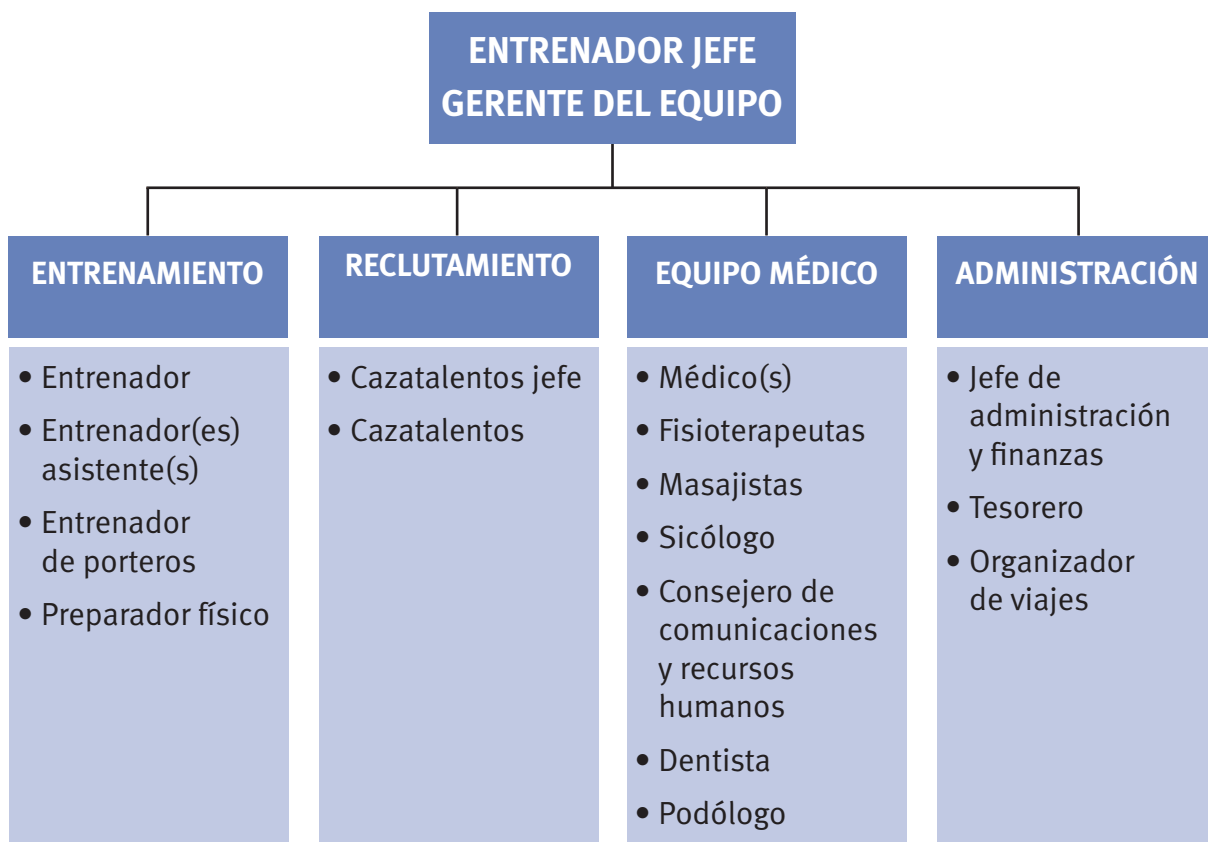 ENTRENADOR JEFE
GERENTE DEL EQUIPO
ENTRENAMIENTO
• Entrenador
• Entrenador(es)
asistente(s)
• Entrenador
de porteros
• Preparador físico
RECLUTAMIENTO
• Cazatalentos jefe
• Cazatalentos
EQUIPO MÉDICO
• Médico(s)
• Fisioterapeutas
• Masajistas
• Sicólogo
• Consejero de
comunicaciones
y recursos
humanos
• Dentista
• Podólogo
ADMINISTRACIÓN
• Jefe de
administración
y finanzas
• Tesorero
• Organizador
de viajes